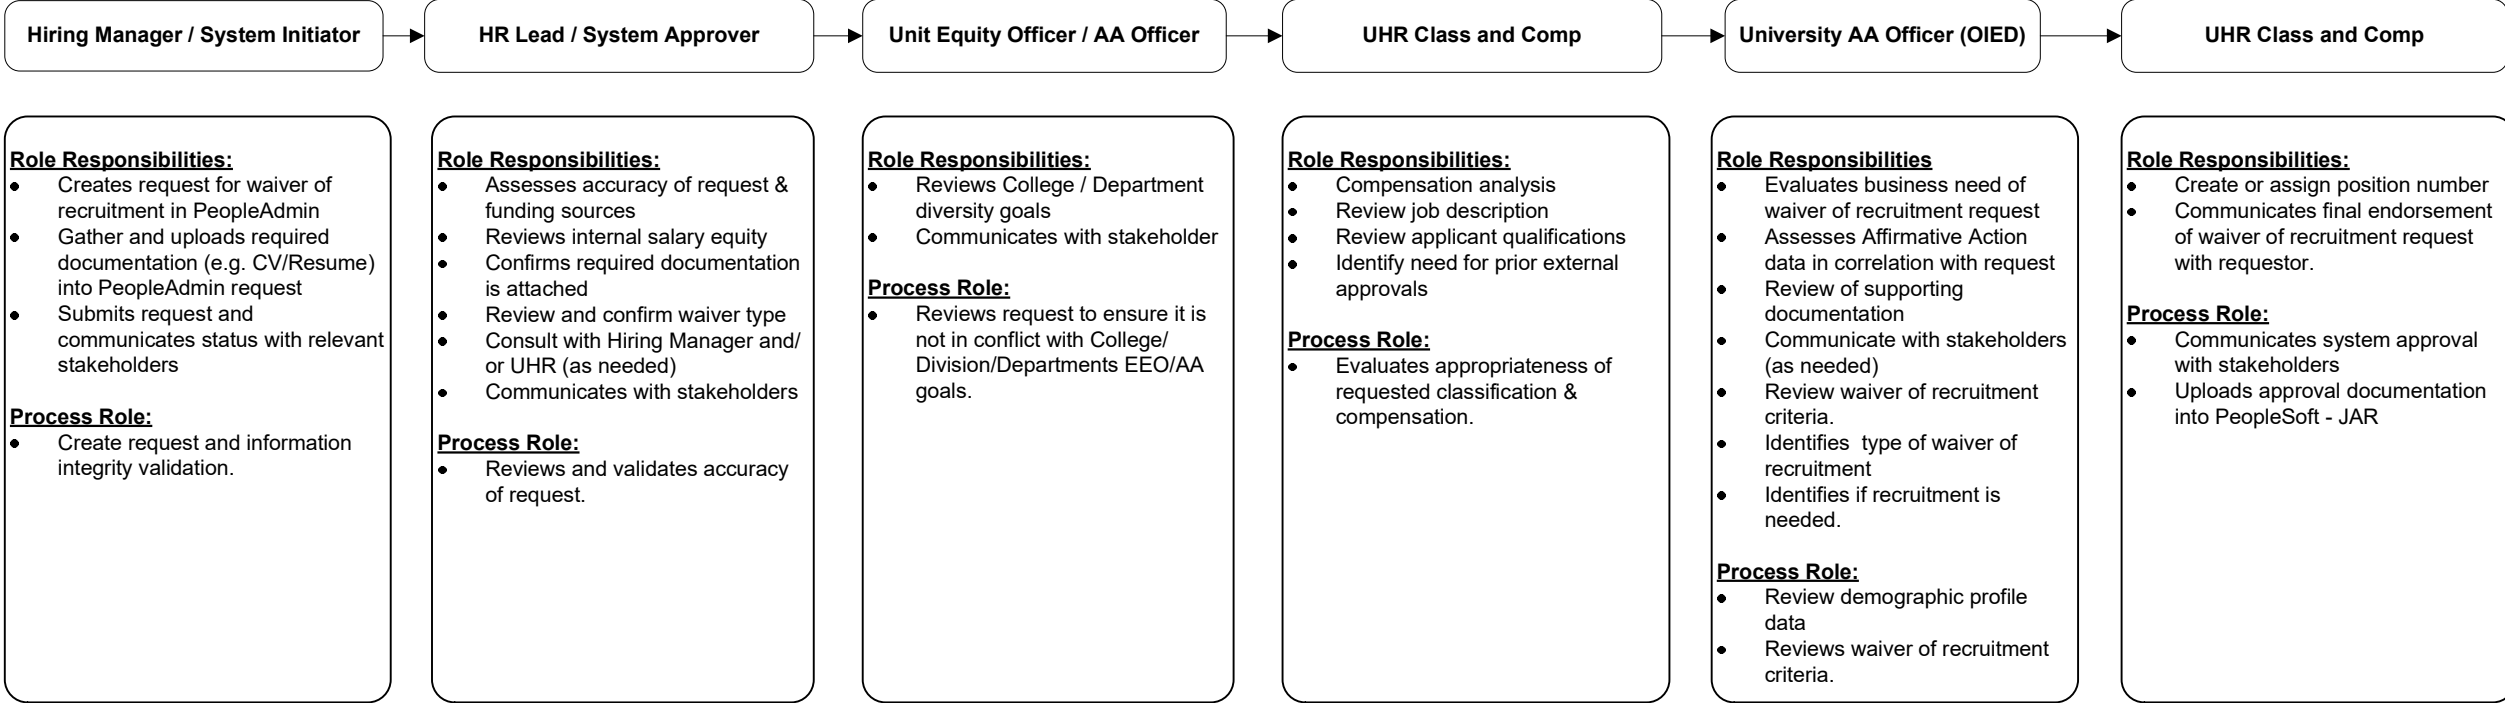 Hiring Manager / System Initiator
HR Lead / System Approver
Unit Equity Officer / AA Officer
UHR Class and Comp
University AA Officer (OIED)
UHR Class and Comp
Role Responsibilities:
● Creates request for waiver of
recruitment in PeopleAdmin
● Gather and uploads required
documentation (e.g. CV/Resume)
into PeopleAdmin request
● Submits request and
communicates status with relevant
stakeholders
Process Role:
● Create request and information
integrity validation.
Role Responsibilities:
● Assesses accuracy of request &
funding sources
● Reviews internal salary equity
● Confirms required documentation
is attached
● Review and confirm waiver type
● Consult with Hiring Manager and/
or UHR (as needed)
● Communicates with stakeholders
Process Role:
● Reviews and validates accuracy
of request.
Role Responsibilities:
● Reviews College / Department
diversity goals
● Communicates with stakeholder
Process Role:
● Reviews request to ensure it is
not in conflict with College/
Division/Departments EEO/AA
goals.
Role Responsibilities:
● Compensation analysis
● Review job description
● Review applicant qualifications
● Identify need for prior external
approvals
Process Role:
● Evaluates appropriateness of
requested classification &
compensation.
Role Responsibilities
● Evaluates business need of
waiver of recruitment request
● Assesses Affirmative Action
data in correlation with request
● Review of supporting
documentation
● Communicate with stakeholders
(as needed)
● Review waiver of recruitment
criteria.
● Identifies  type of waiver of
recruitment
● Identifies if recruitment is
needed.
Process Role:
● Review demographic profile
data
● Reviews waiver of recruitment
criteria.
Role Responsibilities:
● Create or assign position number
● Communicates final endorsement
of waiver of recruitment request
with requestor.
Process Role:
● Communicates system approval
with stakeholders
● Uploads approval documentation
into PeopleSoft - JAR